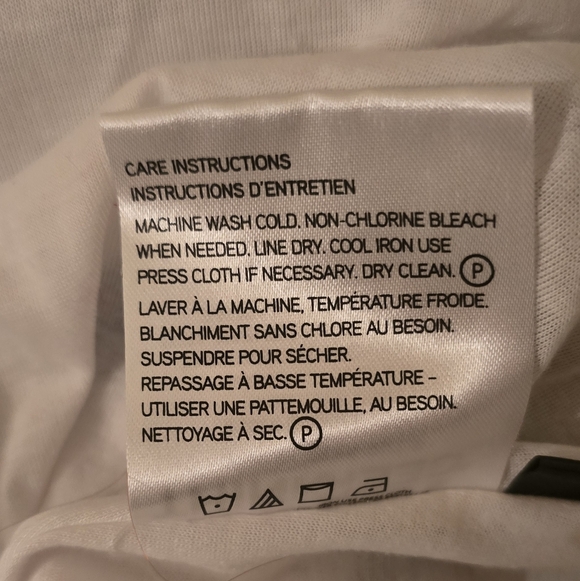 CARE INSTRUCTIONS
INSTRUCTIONS D'ENTRETIEN
MACHINE WASH COLD. NON-CHLORINE BLEACH
WHEN NEEDED. LINE DRY. COOL IRON USE
PRESS CLOTH IF NECESSARY. DRY CLEAN. P
LAVER À LA MACHINE, TEMPÉRATURE FROIDE.
BLANCHIMENT SANS CHLORE AU BESOIN.
SUSPENDRE POUR SÉCHER.
REPASSAGE À BASSE TEMPÉRATURE –
UTILISER UNE PATTEMOUILLE, AU BESOIN.
NETTOYAGE À SEC. P